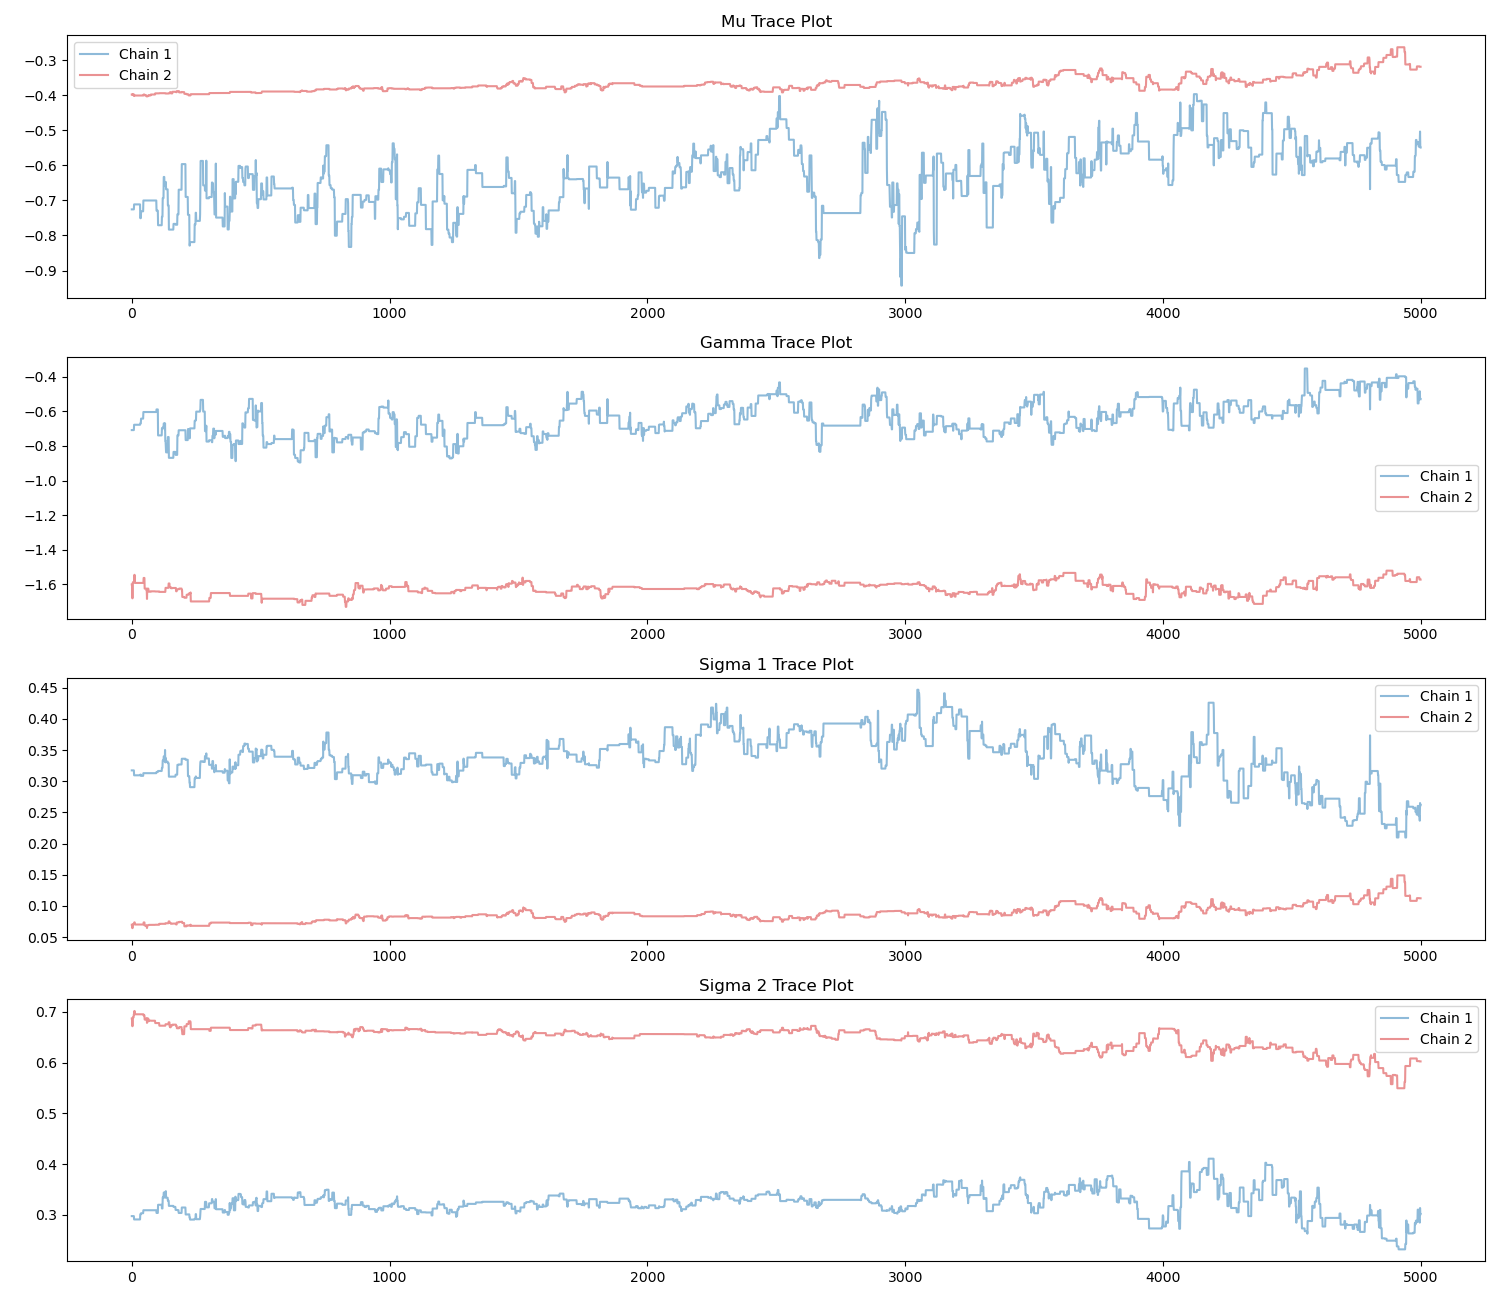 Mu Trace Plot
Chain 1
Chain 2
−0.3
−0.4
−0.5
−0.6
−0.7
−0.8
−0.9
0 1000 2000 3000 4000 5000
Gamma Trace Plot
−0.4
−0.6
−0.8
−1.0
−1.2
−1.4
−1.6
Chain 1
Chain 2
0 1000 2000 3000 4000 5000
Sigma 1 Trace Plot
0.45
0.40
0.35
0.30
0.25
0.20
0.15
0.10
0.05
Chain 1
Chain 2
0 1000 2000 3000 4000 5000
Sigma 2 Trace Plot
0.7
0.6
0.5
0.4
0.3
Chain 1
Chain 2
0 1000 2000 3000 4000 5000